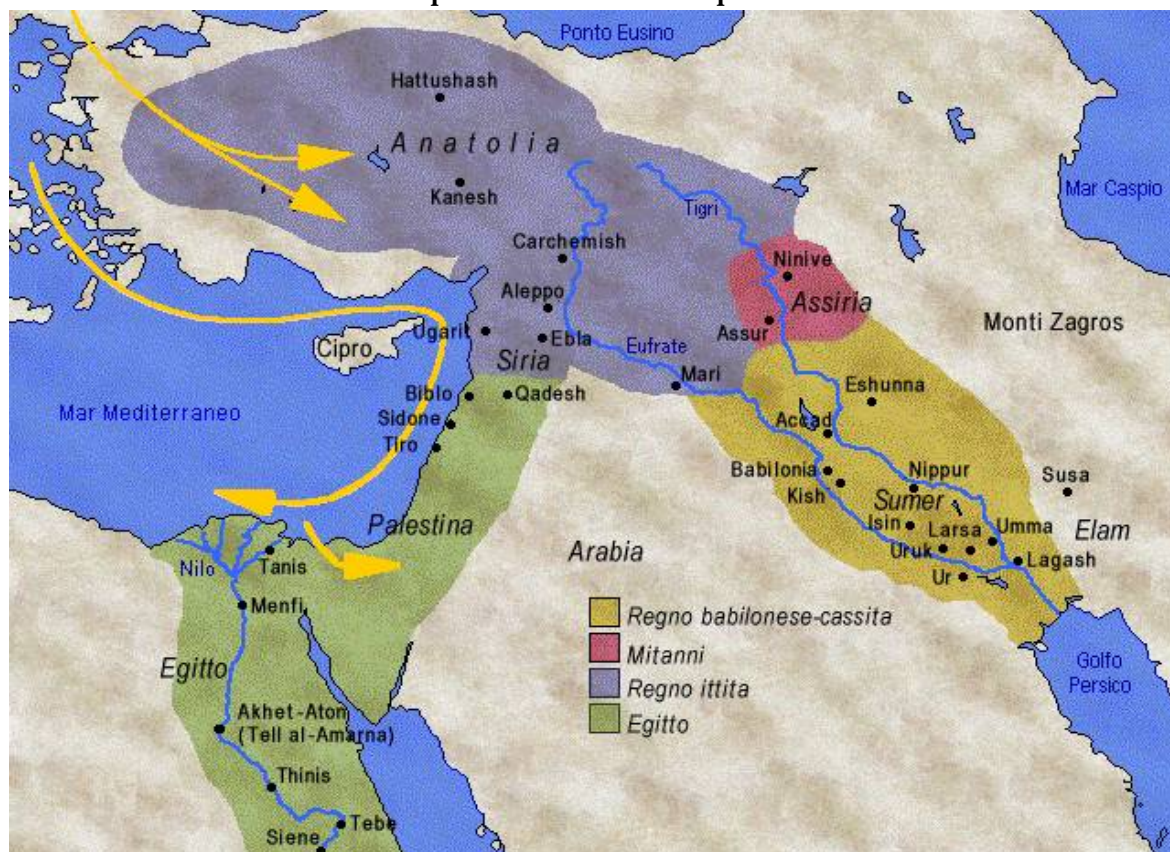 Ponto Eusino
Hattushash
Anatolia
Mar Caspio
Kanesh
Tigri
Carchemish
Ninive
Aleppo
Assiria
Monti Zagros
Ugarit
Assur
Cipro
Ebla
Eufrate
Siria
Mari
Eshunna
Biblo
Qadesh
Mar Mediterraneo
Sidone
Accad
Tiro
Babilonia
Nippur
Susa
Kish
Sumer
Palestina
Isin
Larsa
Umma
Elam
Arabia
Uruk
Lagash
Nilo
Tanis
Ur
Menfi
Regno babilonese-cassita
Mitanni
Egitto
Regno ittita
Golfo
Persico
Egitto
Akhet-Aton
(Tell al-Amarna)
Thinis
Tebe
Siene